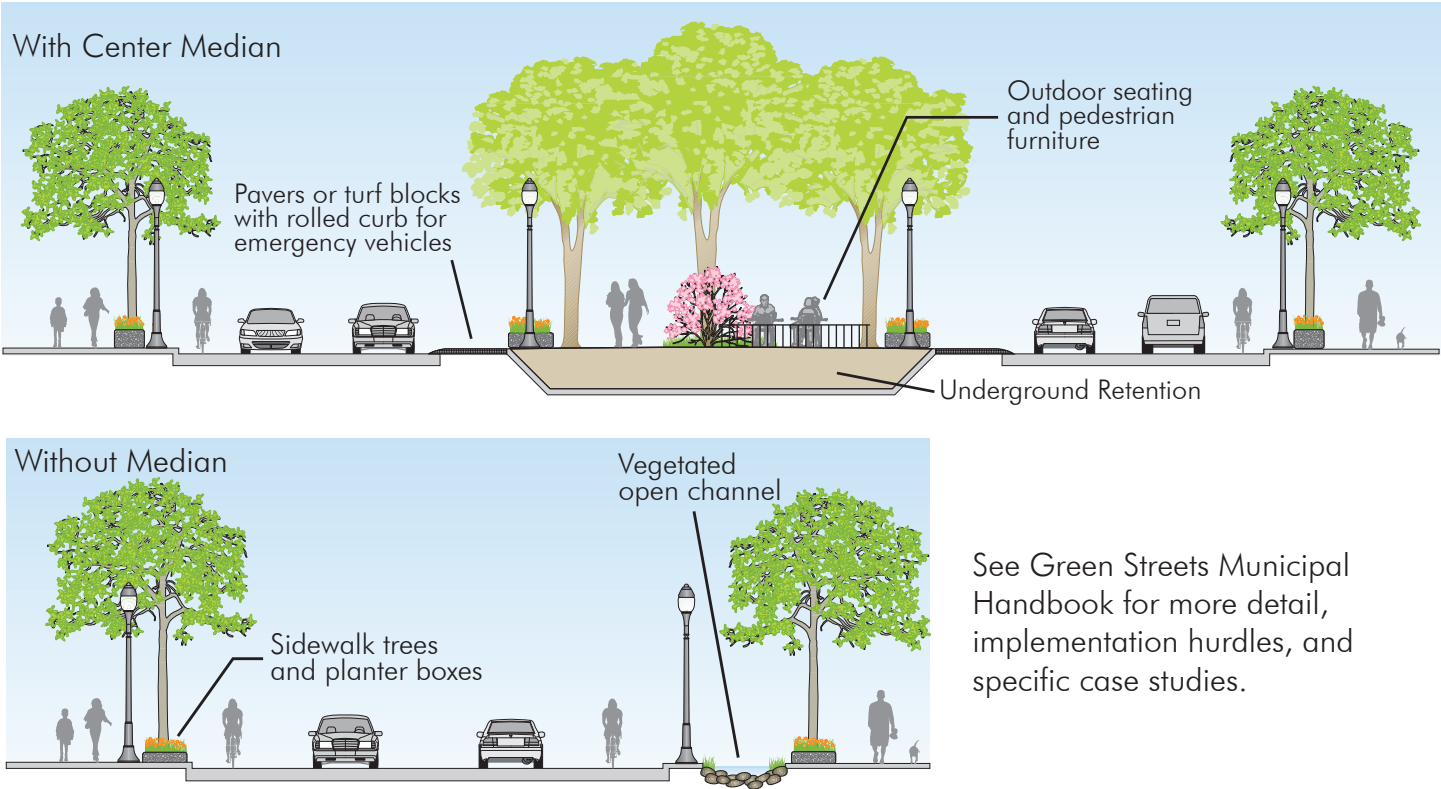 With Center Median
Outdoor seating
and pedestrian
furniture
Pavers or turf blocks
with rolled curb for
emergency vehicles
Underground Retention
Without Median
Vegetated
open channel
Sidewalk trees
and planter boxes
See Green Streets Municipal
Handbook for more detail,
implementation hurdles, and
specific case studies.